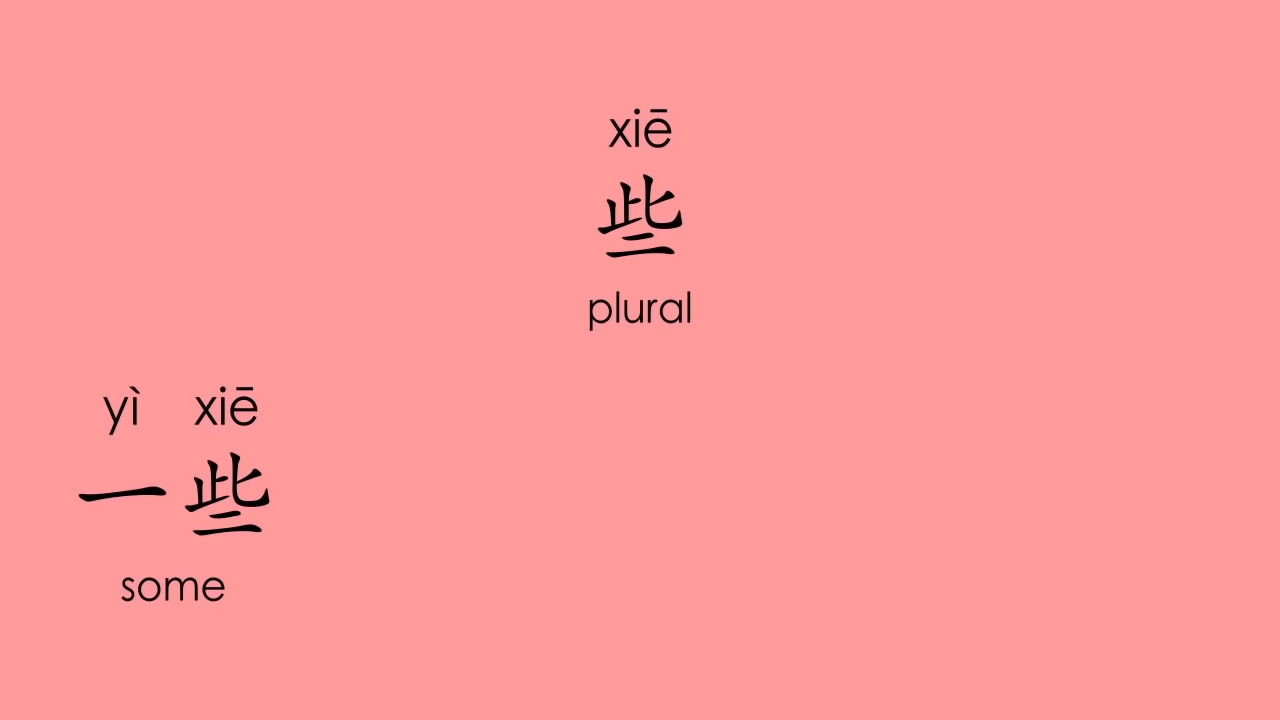 xiē
些
plural
yì xiē
一些
some